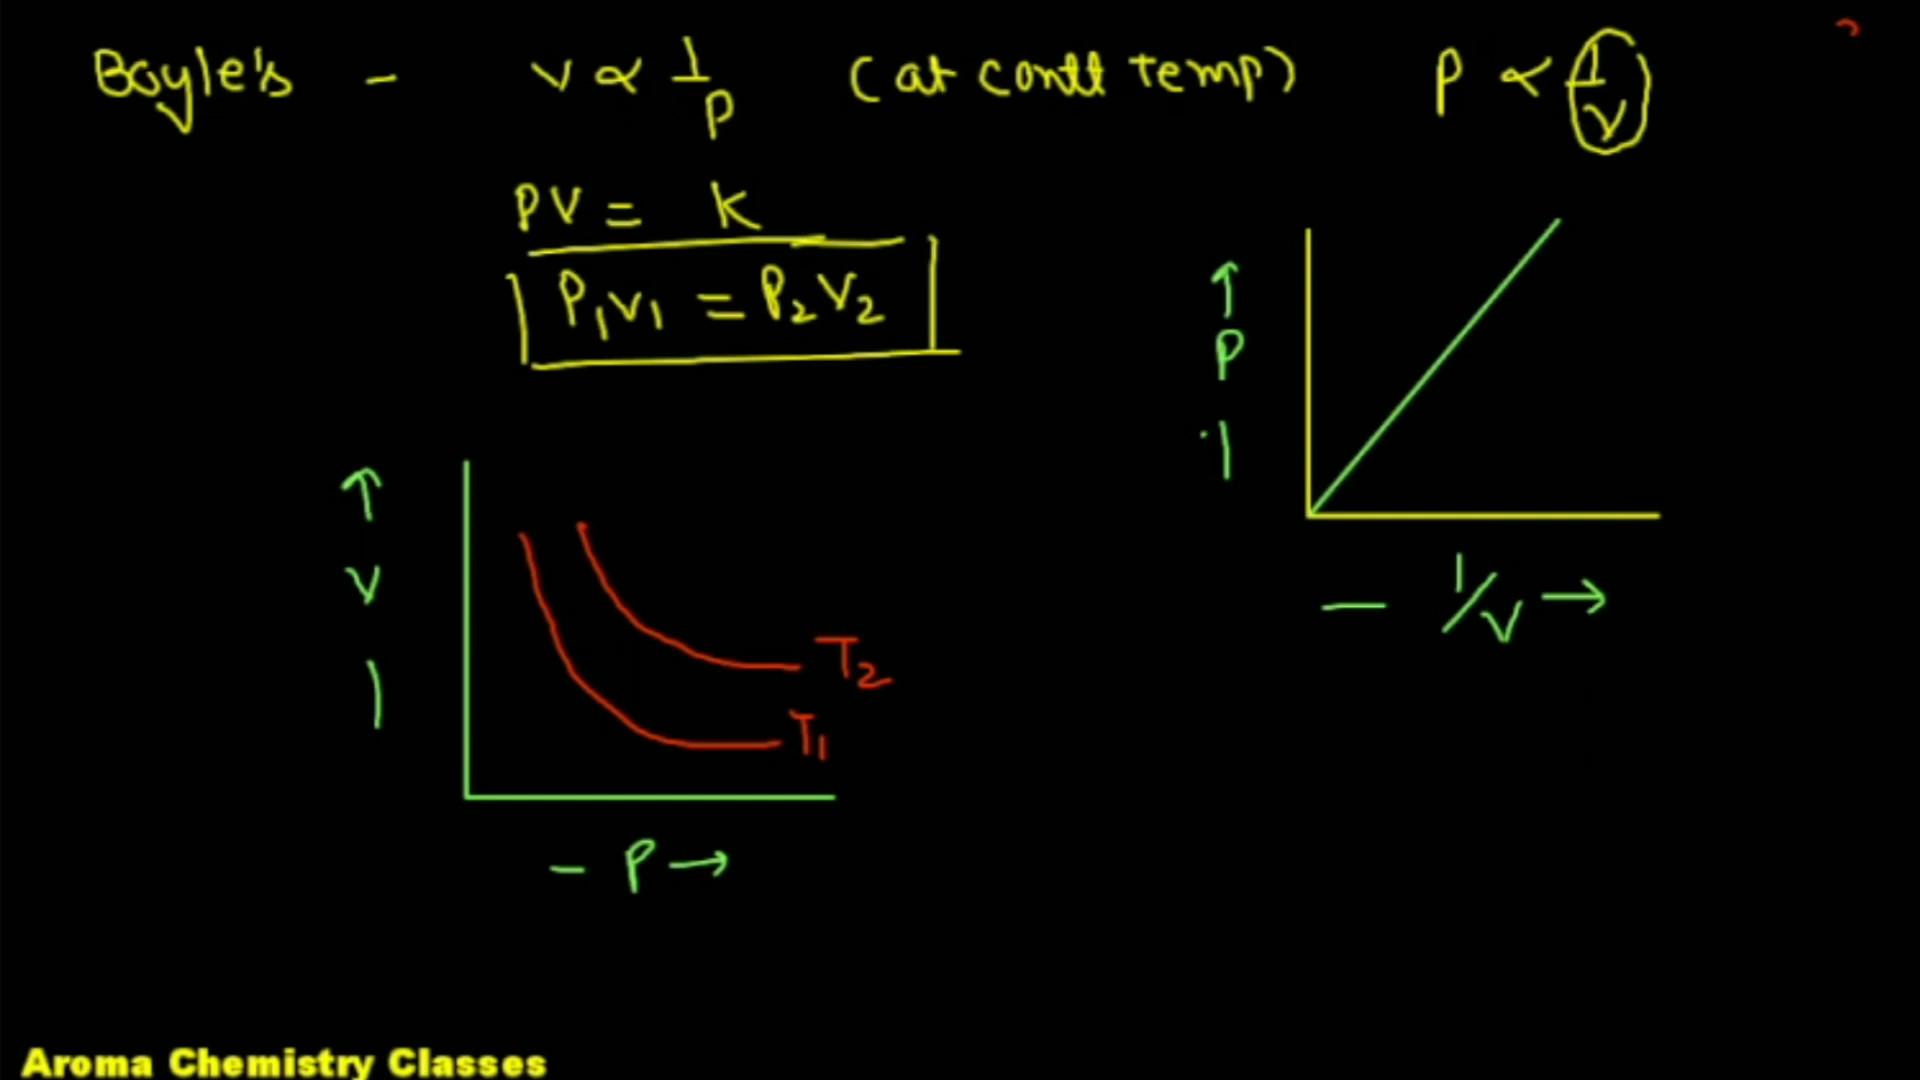 Boyle's - V ∝ 1/P (at contt temp) P ∝ 1/V
PV = K
P₁V₁ = P₂V₂
↑ P
- 1/V →
↑ V
T₂
T₁
- P →
Aroma Chemistry Classes